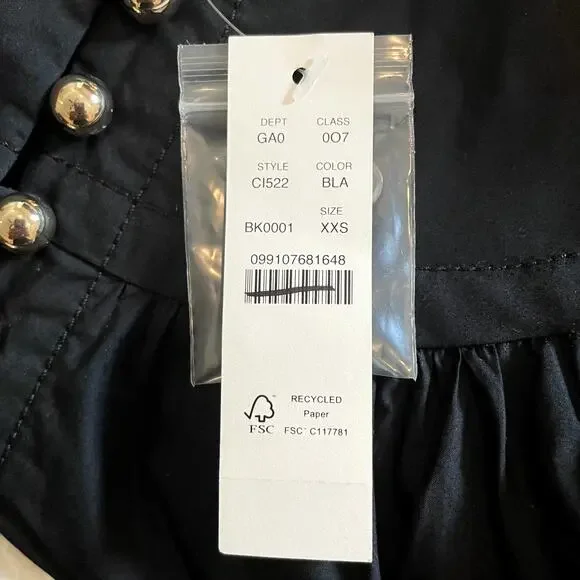 DEPT CLASS
GA0 0O7
STYLE COLOR
CI522 BLA
SIZE
BK0001 XXS
099107681648
RECYCLED
Paper
FSC FSC® C117781